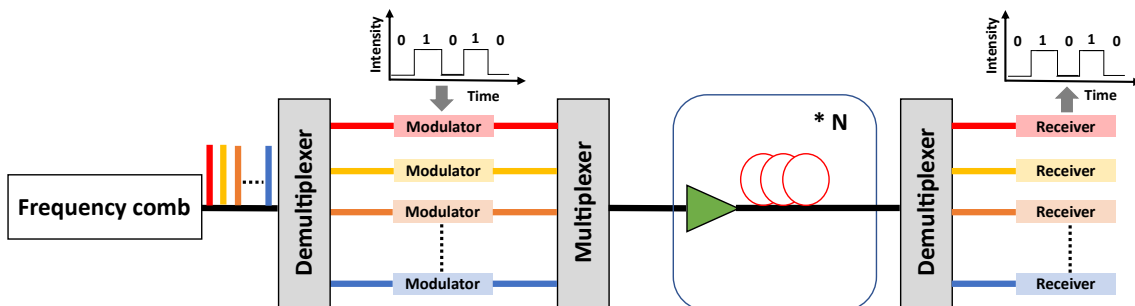 Intensity
0 1 0 1 0
Time
Intensity
0 1 0 1 0
Time
Frequency comb
Demultiplexer
Modulator
Modulator
Modulator
Modulator
Multiplexer
* N
Demultiplexer
Receiver
Receiver
Receiver
Receiver